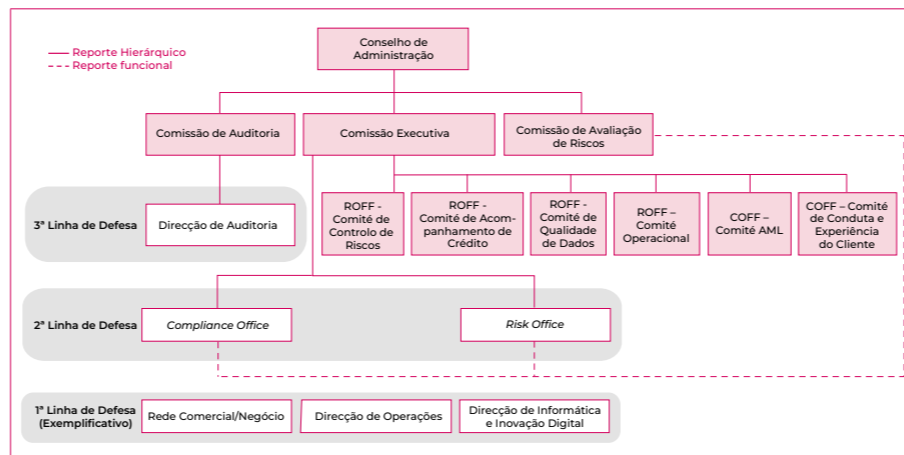 Conselho de
Administração
Reporte Hierárquico
Reporte funcional
Comissão de Auditoria
Comissão Executiva
Comissão de Avaliação
de Riscos
3ª Linha de Defesa
Direcção de Auditoria
ROFF -
Comité de
Controlo de
Riscos
ROFF -
Comité de Acom-
panhamento de
Crédito
ROFF -
Comité de
Qualidade
de Dados
ROFF –
Comité
Operacional
COFF –
Comité AML
COFF – Comité
de Conduta e
Experiência
do Cliente
2ª Linha de Defesa
Compliance Office
Risk Office
1ª Linha de Defesa
(Exemplificativo)
Rede Comercial/Negócio
Direcção de Operações
Direcção de Informática
e Inovação Digital